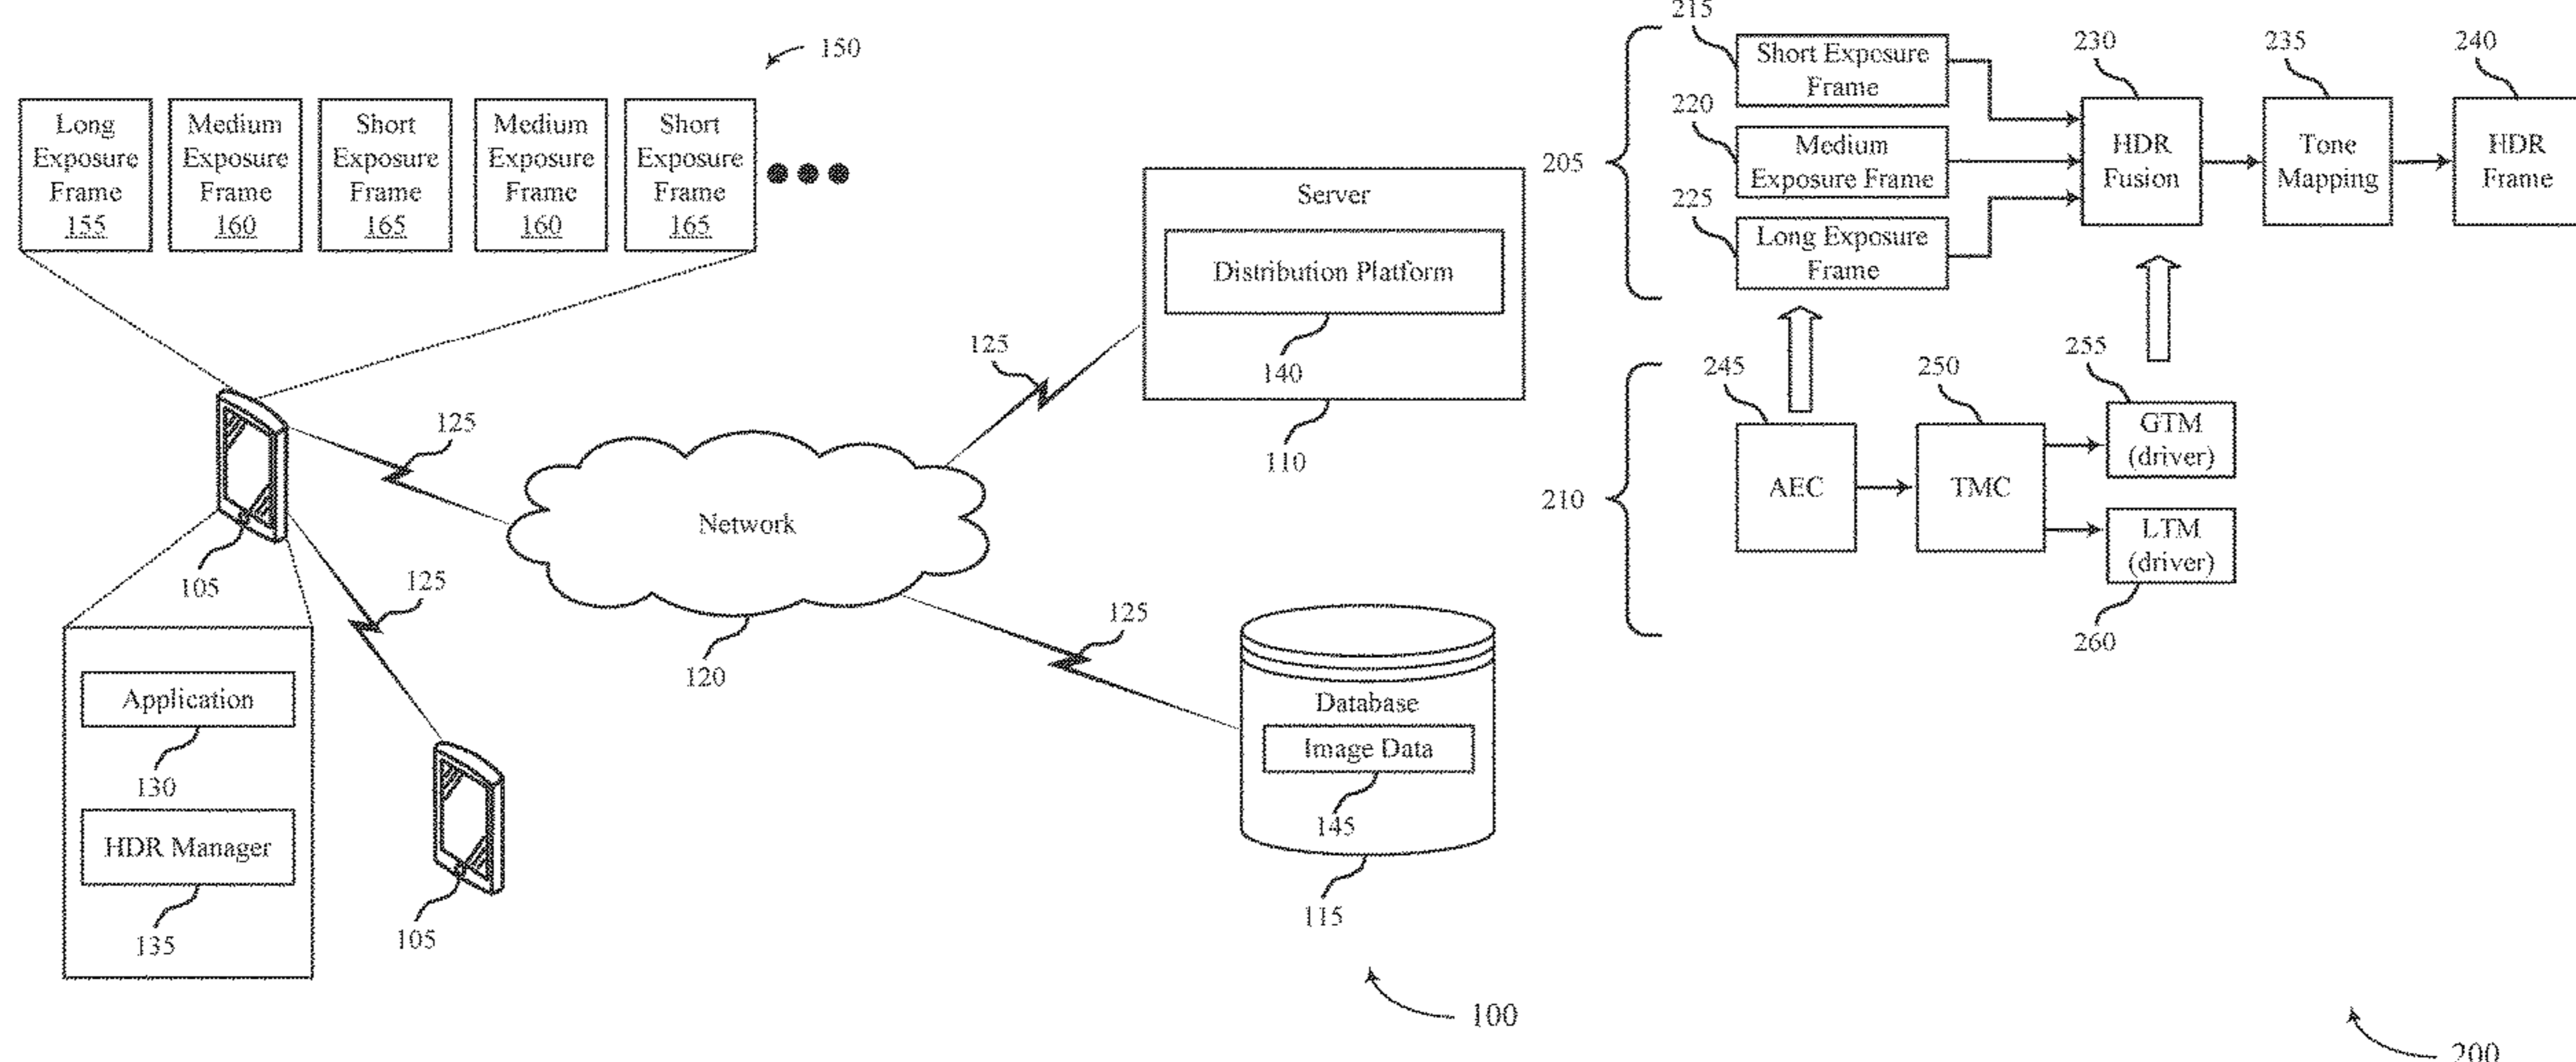 150
Long
Exposure
Frame
155
Medium
Exposure
Frame
160
Short
Exposure
Frame
165
Medium
Exposure
Frame
160
Short
Exposure
Frame
165
105
125
125
105
Application
130
HDR Manager
135
Network
120
125
125
Server
Distribution Platform
140
110
Database
Image Data
145
115
100
205
215
Short Exposure
Frame
220
Medium
Exposure Frame
225
Long Exposure
Frame
230
HDR
Fusion
235
Tone
Mapping
240
HDR
Frame
210
245
AEC
250
TMC
255
GTM
(driver)
LTM
(driver)
260
200